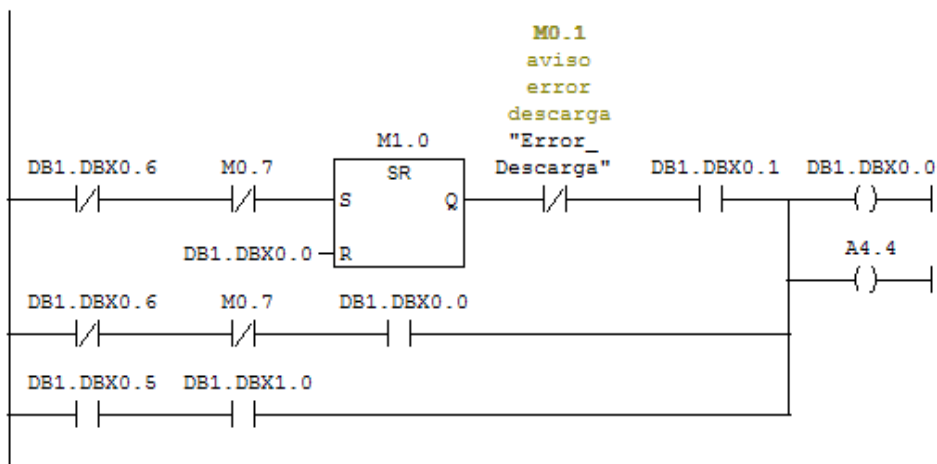 M0.1
aviso
error
descarga
M1.0 "Error_
DB1.DBX0.6 M0.7 SR Descarga" DB1.DBX0.1 DB1.DBX0.0
S Q
DB1.DBX0.0 R A4.4
DB1.DBX0.6 M0.7 DB1.DBX0.0
DB1.DBX0.5 DB1.DBX1.0